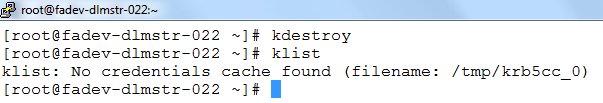 root@fadev-dlmstr-022:~
[root@fadev-dlmstr-022 ~]# kdestroy
[root@fadev-dlmstr-022 ~]# klist
klist: No credentials cache found (filename: /tmp/krb5cc_0)
[root@fadev-dlmstr-022 ~]#